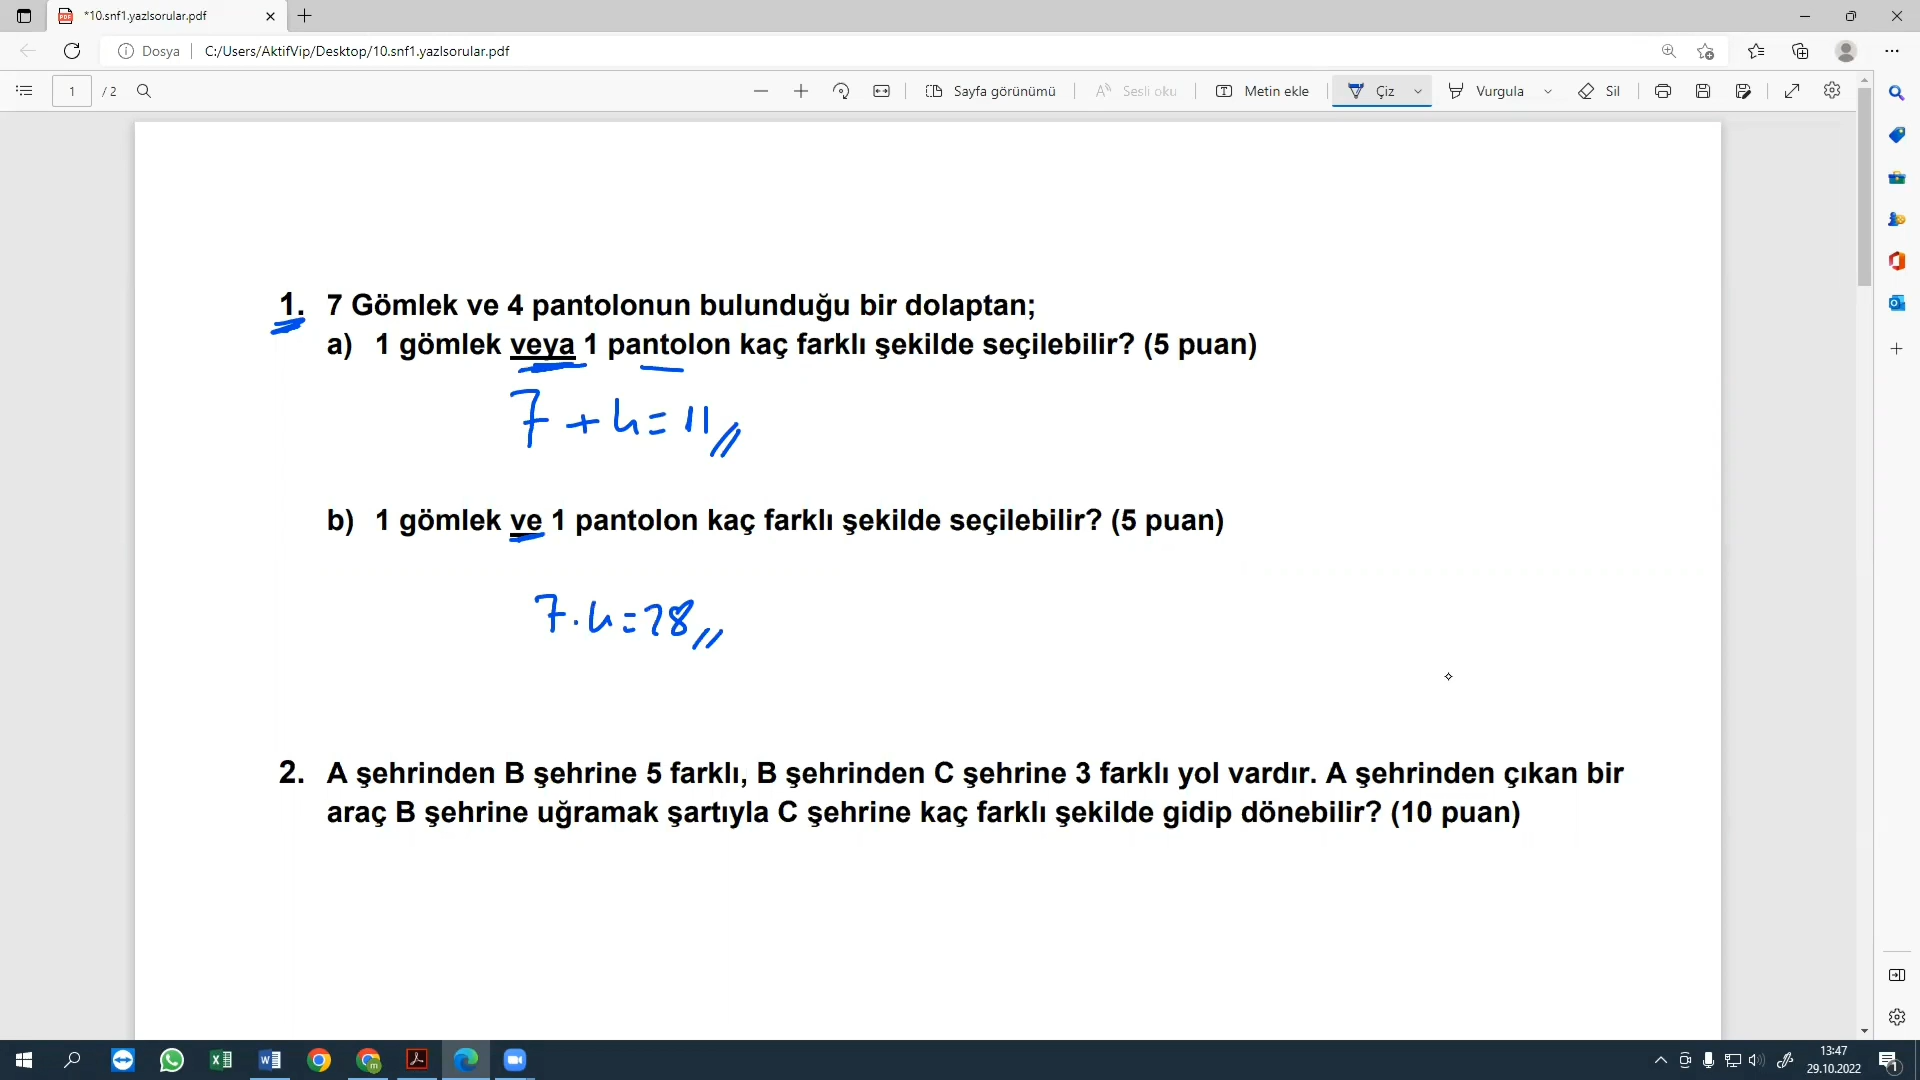 *10.snf1.yazlsorular.pdf
Dosya
C:/Users/AktifVip/Desktop/10.snf1.yazlsorular.pdf
1 / 2
Sayfa görünümü
Sesli oku
Metin ekle
Çiz
Vurgula
Sil
1. 7 Gömlek ve 4 pantolonun bulunduğu bir dolaptan;
a) 1 gömlek veya 1 pantolon kaç farklı şekilde seçilebilir? (5 puan)
7 + 4 = 11
b) 1 gömlek ve 1 pantolon kaç farklı şekilde seçilebilir? (5 puan)
7 . 4 = 28
2. A şehrinden B şehrine 5 farklı, B şehrinden C şehrine 3 farklı yol vardır. A şehrinden çıkan bir
araç B şehrine uğramak şartıyla C şehrine kaç farklı şekilde gidip dönebilir? (10 puan)
13:47
29.10.2022
1